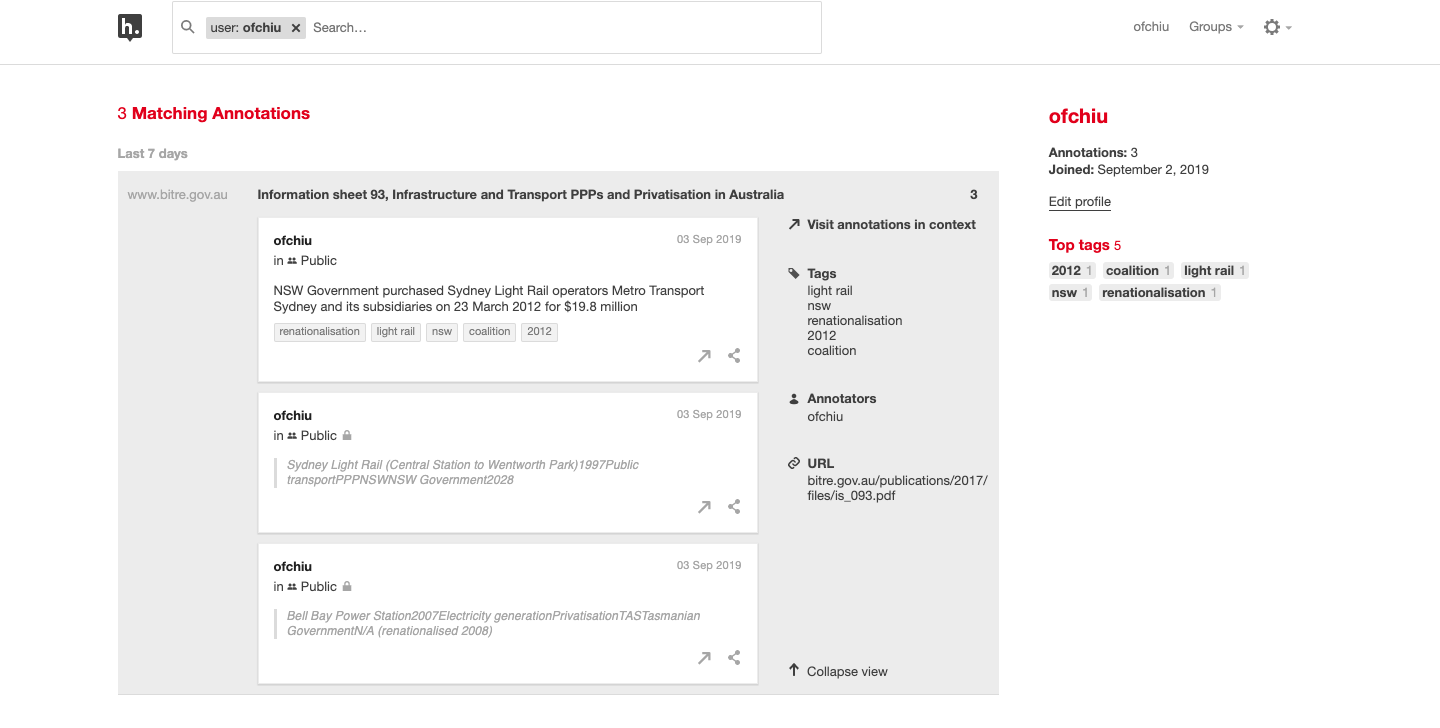 h.
user: ofchiu
Search...
ofchiu
Groups
3 Matching Annotations
Last 7 days
www.bitre.gov.au
Information sheet 93, Infrastructure and Transport PPPs and Privatisation in Australia
3
ofchiu
03 Sep 2019
in Public
NSW Government purchased Sydney Light Rail operators Metro Transport
Sydney and its subsidiaries on 23 March 2012 for $19.8 million
renationalisation light rail nsw coalition 2012
ofchiu
03 Sep 2019
in Public
Sydney Light Rail (Central Station to Wentworth Park)1997Public
transportPPPNSWNSW Government2028
ofchiu
03 Sep 2019
in Public
Bell Bay Power Station2007Electricity generationPrivatisationTASTasmanian
GovernmentN/A (renationalised 2008)
Visit annotations in context
Tags
light rail
nsw
renationalisation
2012
coalition
Annotators
ofchiu
URL
bitre.gov.au/publications/2017/
files/is_093.pdf
Collapse view
ofchiu
Annotations: 3
Joined: September 2, 2019
Edit profile
Top tags 5
2012 1 coalition 1 light rail 1
nsw 1 renationalisation 1